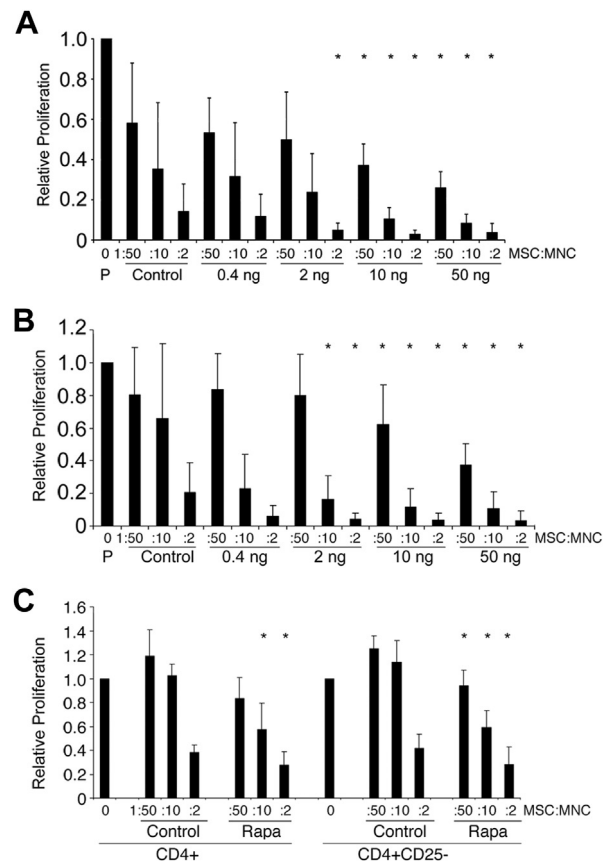 A
Relative Proliferation
1.0
0.8
0.6
0.4
0.2
0
* * * * * * *
0 1:50 :10 :2 :50 :10 :2 :50 :10 :2 :50 :10 :2 :50 :10 :2 MSC:MNC
P Control 0.4 ng 2 ng 10 ng 50 ng
B
Relative Proliferation
1.2
1.0
0.8
0.6
0.4
0.2
0
* * * * * * * *
0 1:50 :10 :2 :50 :10 :2 :50 :10 :2 :50 :10 :2 :50 :10 :2 MSC:MNC
P Control 0.4 ng 2 ng 10 ng 50 ng
C
Relative Proliferation
1.6
1.4
1.2
1.0
0.8
0.6
0.4
0.2
0
* * * * *
0 1:50 :10 :2 :50 :10 :2 0 :50 :10 :2 :50 :10 :2 MSC:MNC
Control Rapa Control Rapa
CD4+ CD4+CD25-